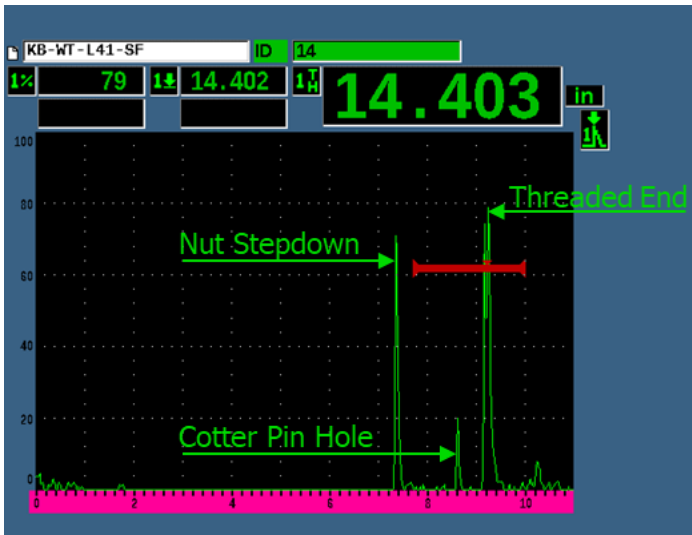 KB-WT-L41-SF ID 14
1% 79 1 14.402 1TH 14.403 in
1
100
80
Threaded End
Nut Stepdown
60
40
20
Cotter Pin Hole
0
0 2 4 6 8 10